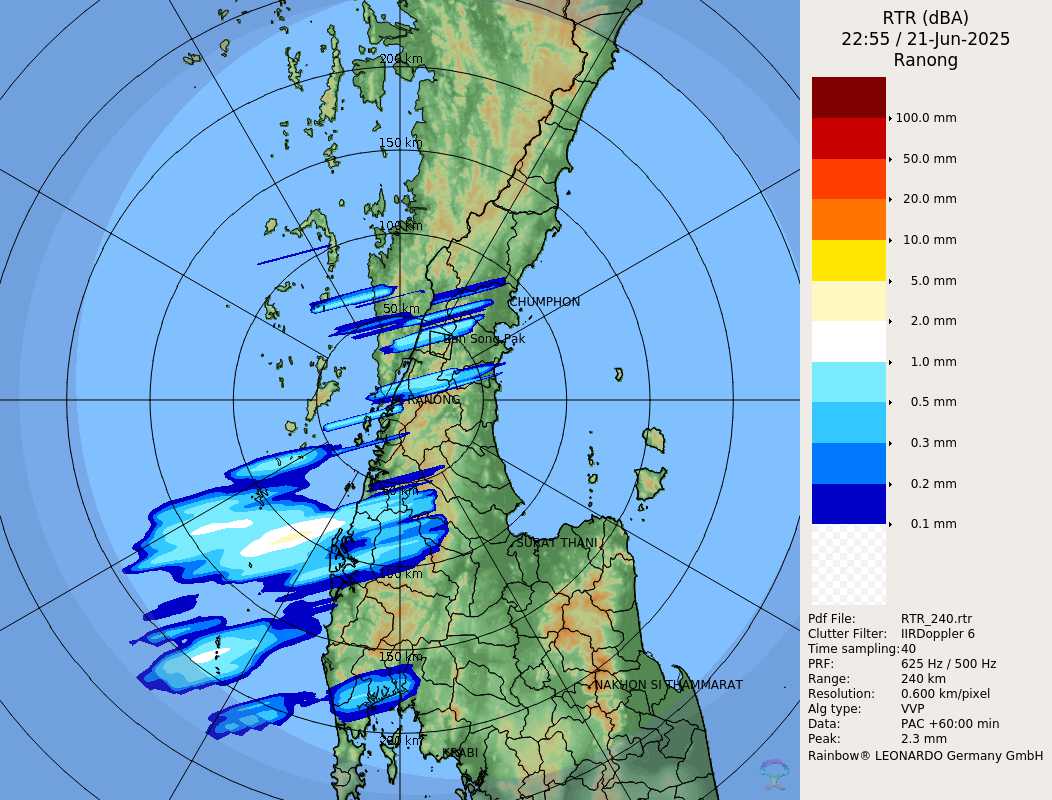 RTR (dBA)
22:55 / 21-Jun-2025
Ranong
100.0 mm
50.0 mm
20.0 mm
10.0 mm
5.0 mm
2.0 mm
1.0 mm
0.5 mm
0.3 mm
0.2 mm
0.1 mm
Pdf File: RTR_240.rtr
Clutter Filter: IIRDoppler 6
Time sampling:40
PRF: 625 Hz / 500 Hz
Range: 240 km
Resolution: 0.600 km/pixel
Alg type: VVP
Data: PAC +60:00 min
Peak: 2.3 mm
Rainbow® LEONARDO Germany GmbH
200 km
150 km
100 km
CHUMPHON
50 km
Ban Song Pak
RANONG
50 km
SURAT THANI
100 km
150 km
NAKHON SI THAMMARAT
200 km
KRABI